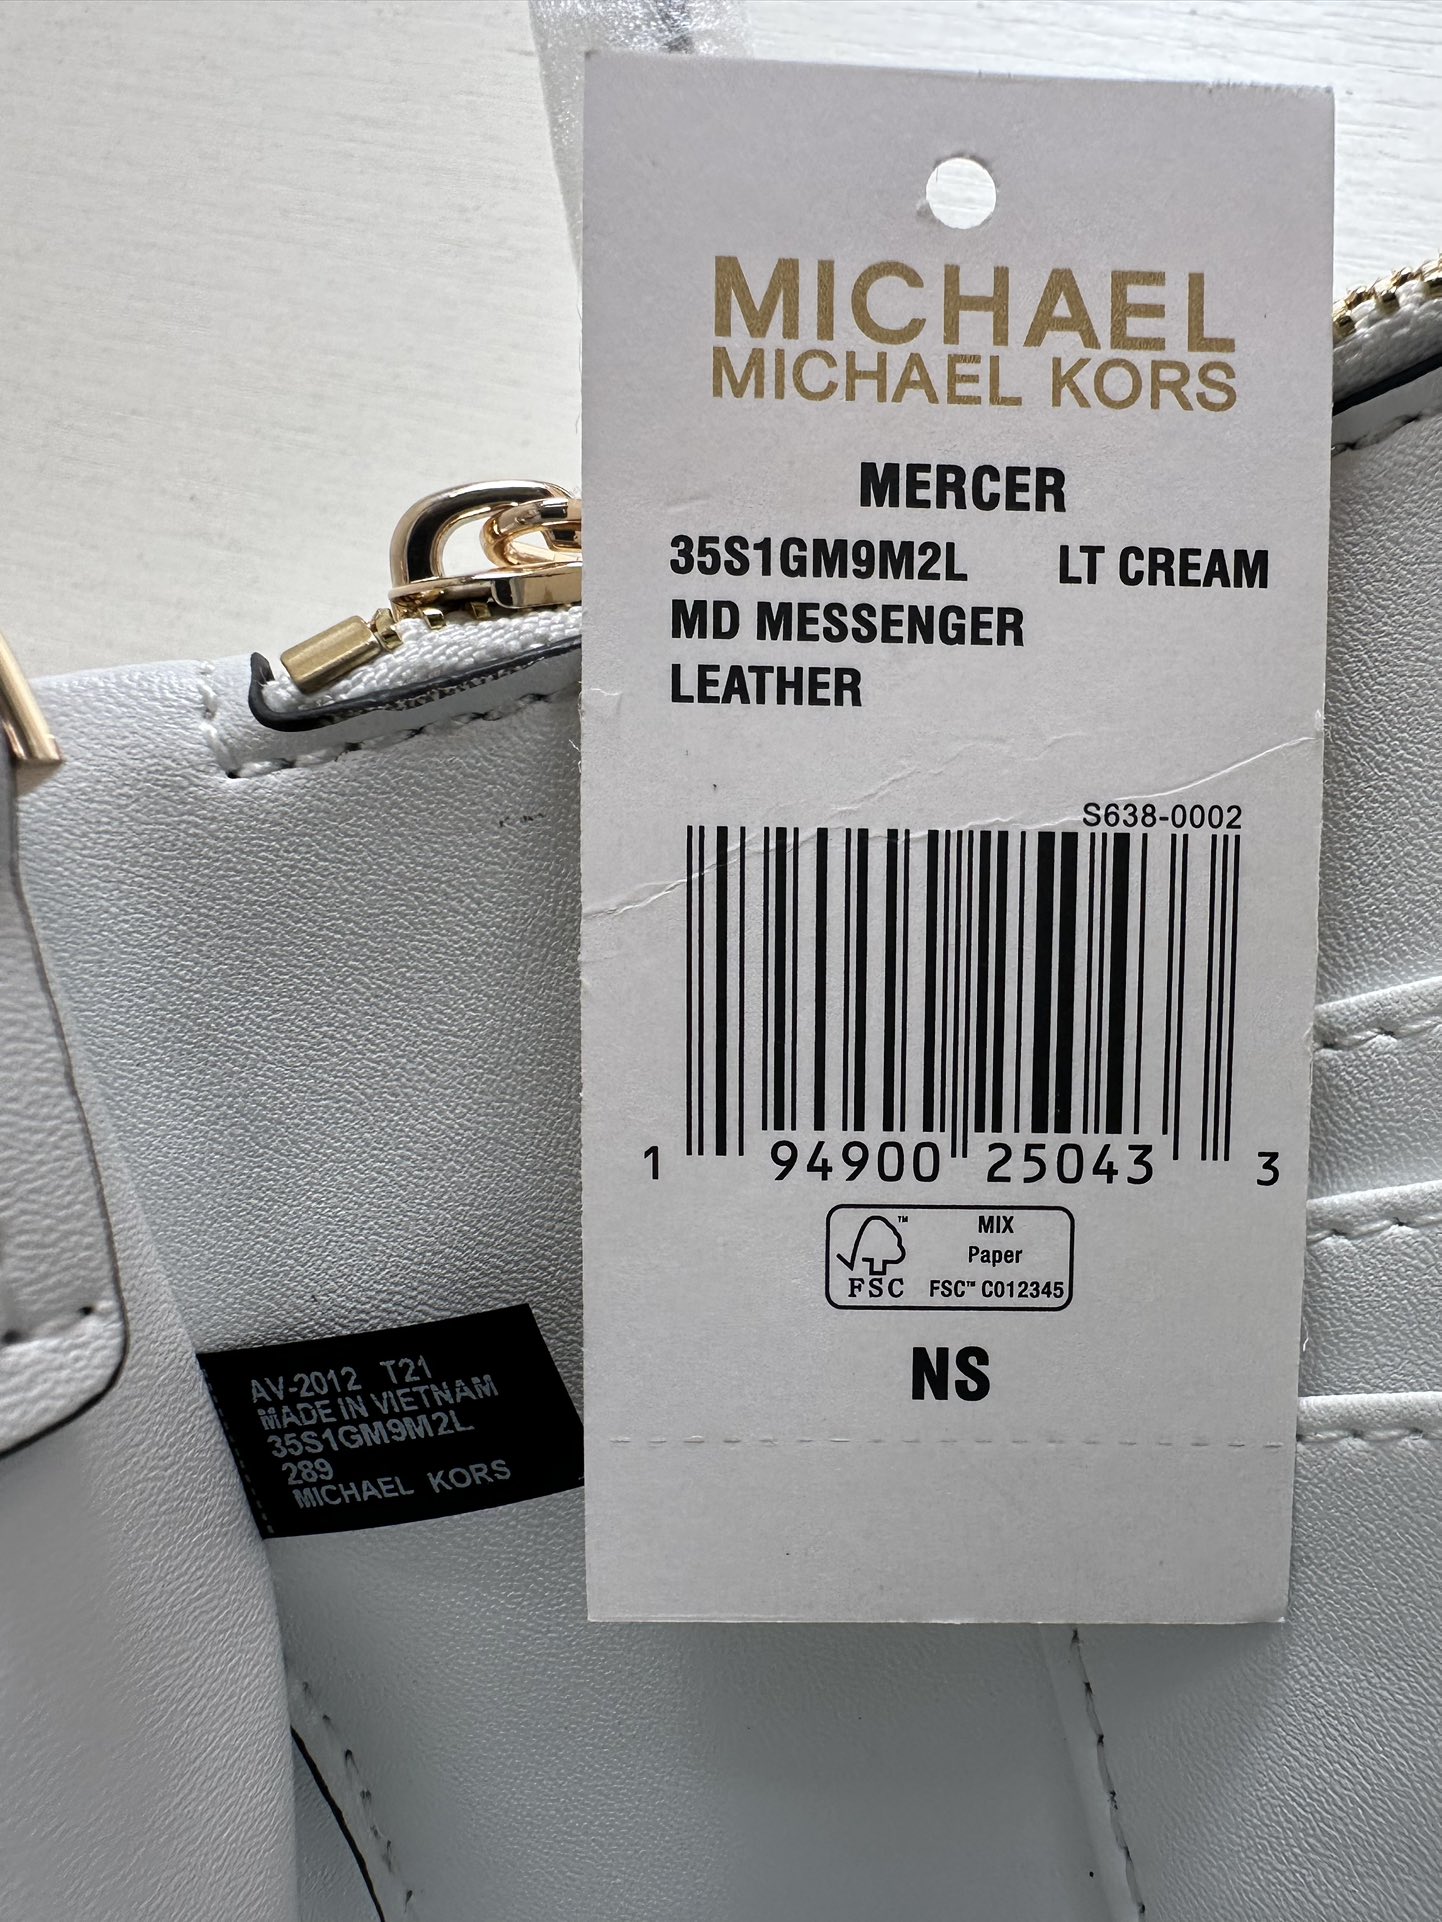 MICHAEL
MICHAEL KORS
MERCER
35S1GM9M2L LT CREAM
MD MESSENGER
LEATHER
S638-0002
1 94900 25043 3
FSC™
MIX
Paper
FSC™ C012345
NS
AV-2012 T21
MADE IN VIETNAM
35S1GM9M2L
289
MICHAEL KORS